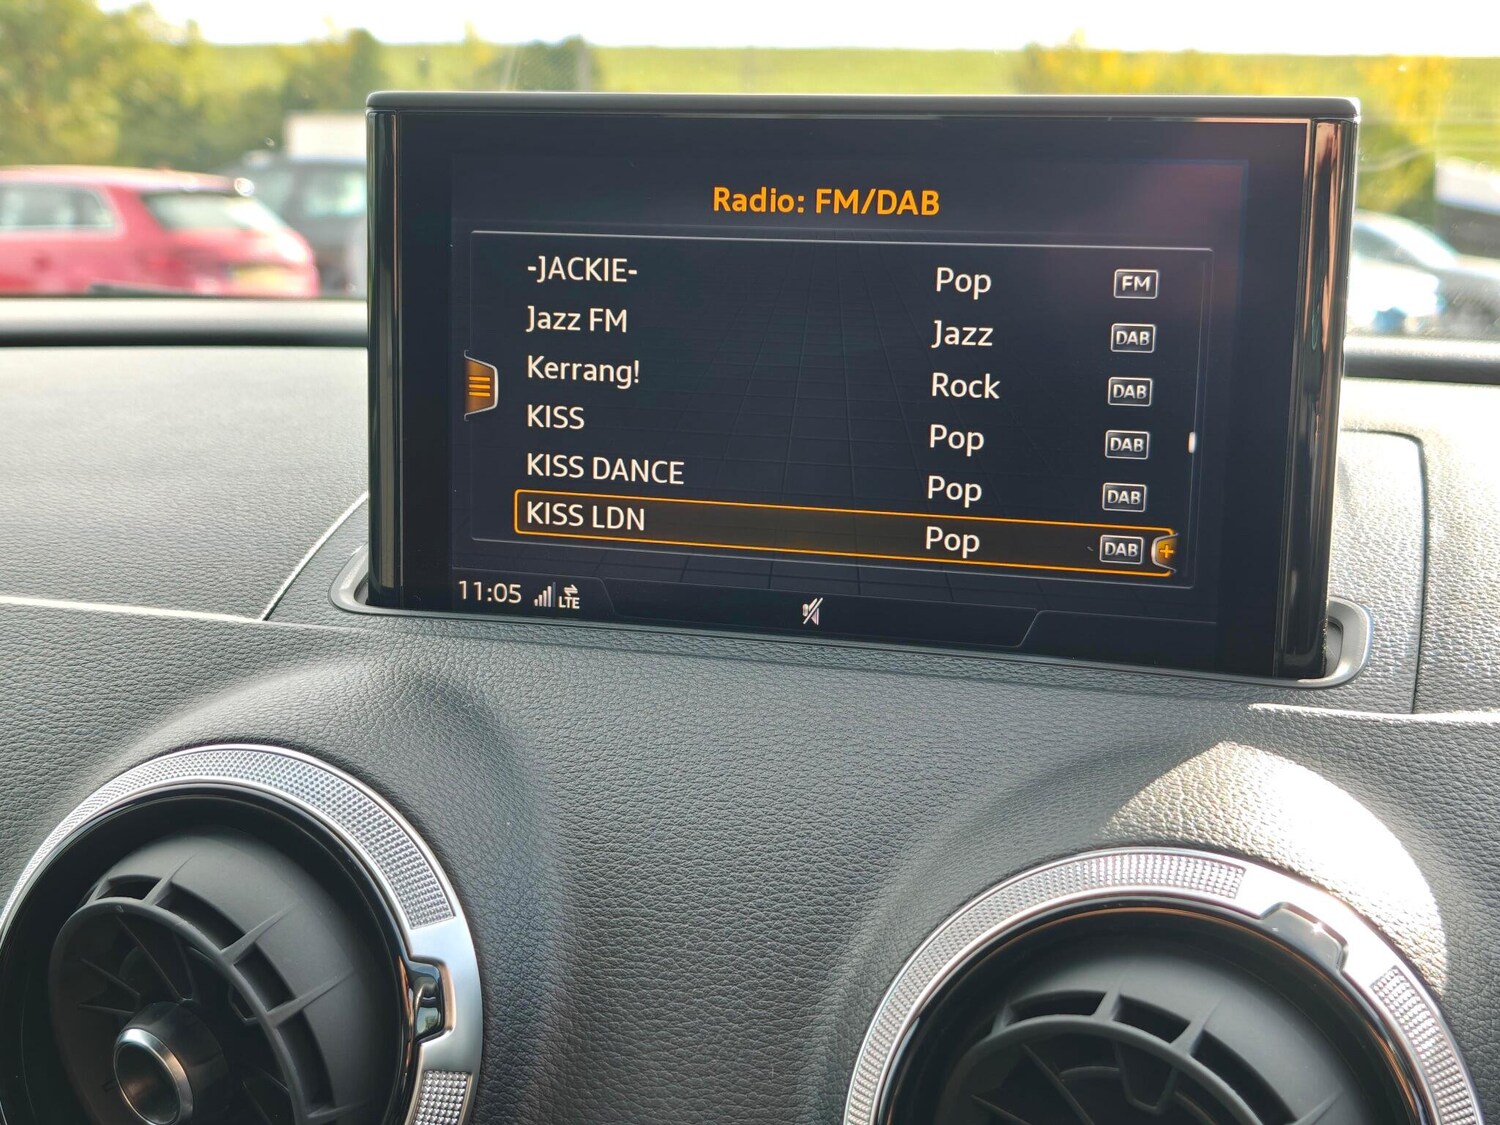 Radio: FM/DAB
-JACKIE- Pop FM
Jazz FM Jazz DAB
Kerrang! Rock DAB
KISS Pop DAB
KISS DANCE Pop DAB
KISS LDN Pop DAB +
11:05 LTE